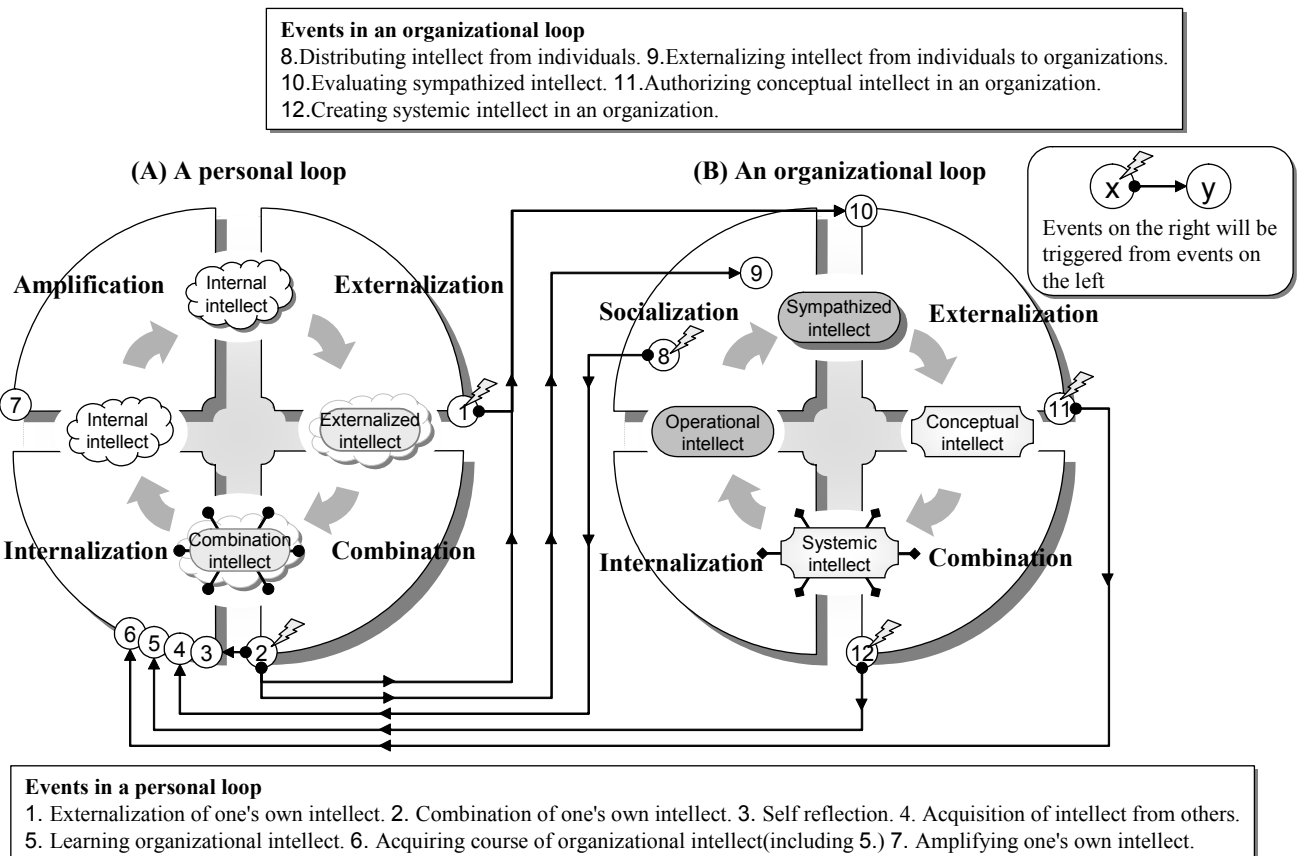 Events in an organizational loop
8.Distributing intellect from individuals. 9.Externalizing intellect from individuals to organizations.
10.Evaluating sympathized intellect. 11.Authorizing conceptual intellect in an organization.
12.Creating systemic intellect in an organization.
(A) A personal loop
(B) An organizational loop
x
y
Events on the right will be
triggered from events on
the left
Amplification
Internal
intellect
Externalization
7
Internal
intellect
Externalized
intellect
1
Internalization
Combination
intellect
Combination
6
5
4
3
2
10
9
Socialization
8
Sympathized
intellect
Externalization
Operational
intellect
Conceptual
intellect
11
Internalization
Systemic
intellect
Combination
12
Events in a personal loop
1. Externalization of one's own intellect. 2. Combination of one's own intellect. 3. Self reflection. 4. Acquisition of intellect from others.
5. Learning organizational intellect. 6. Acquiring course of organizational intellect(including 5.) 7. Amplifying one's own intellect.